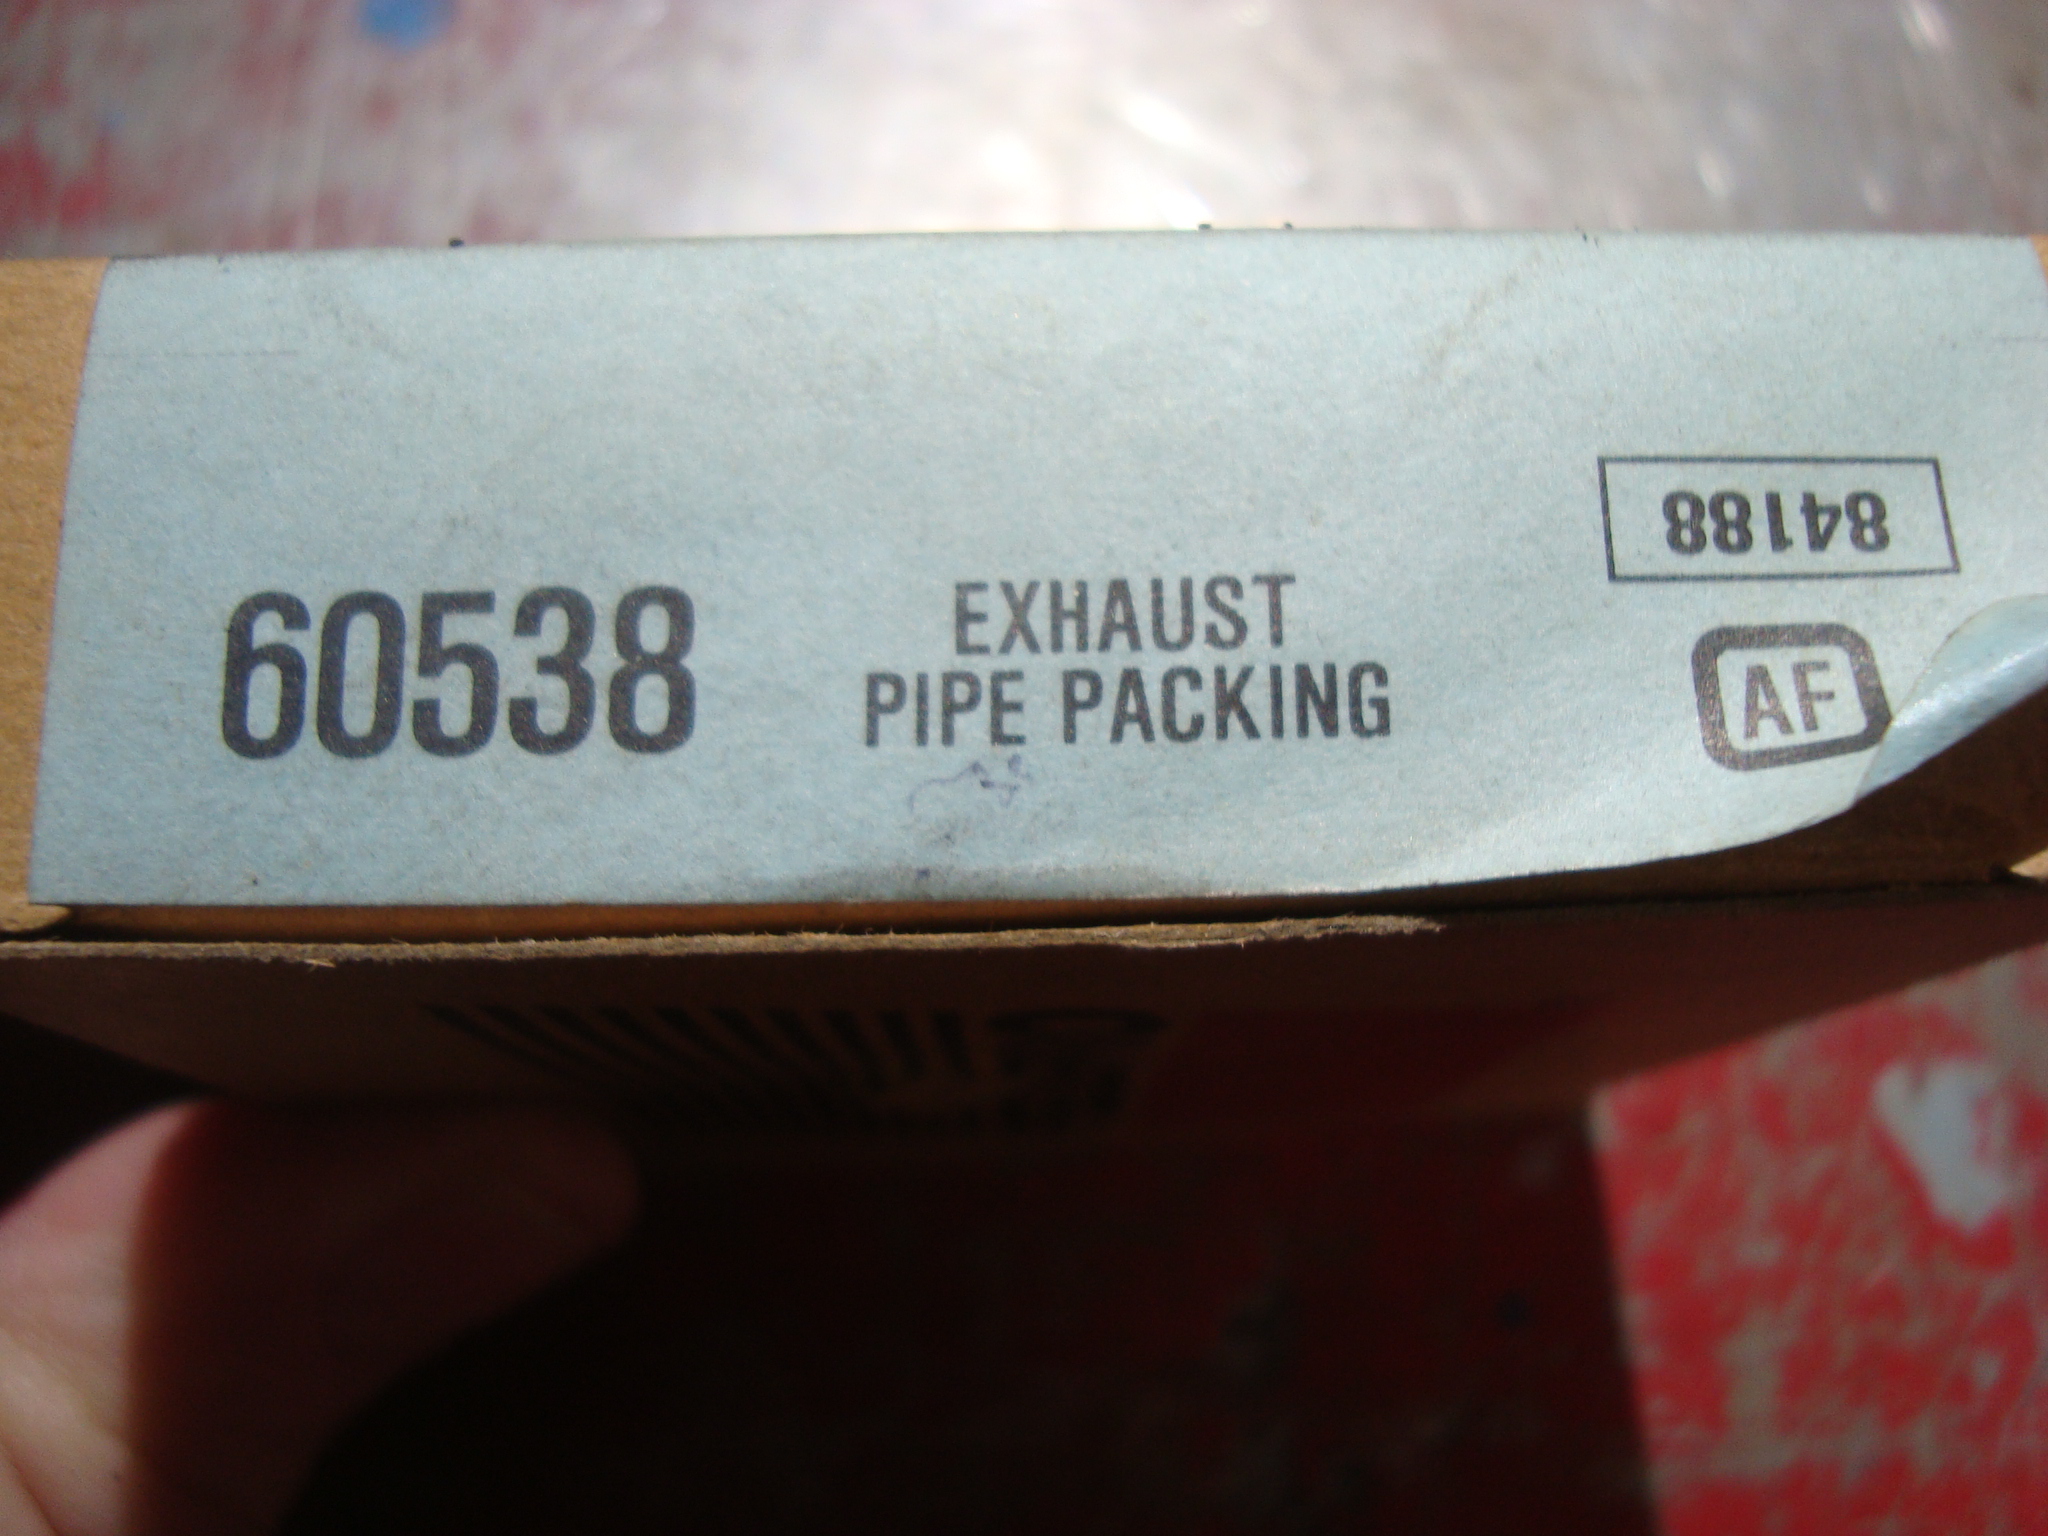 84188
60538
EXHAUST
PIPE PACKING
AF